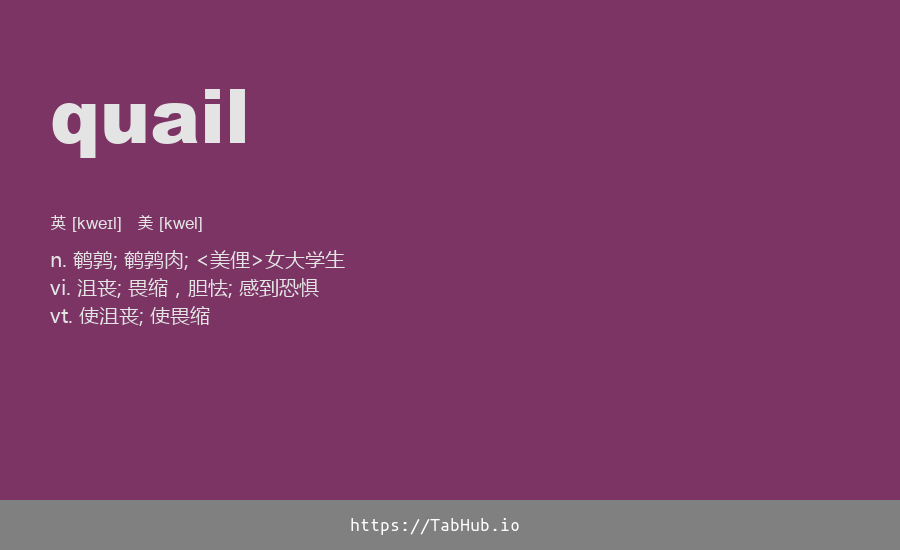 quail
英 [kweɪl] 美 [kwel]
n. 鹌鹑; 鹌鹑肉; <美俚>女大学生
vi. 沮丧; 畏缩，胆怯; 感到恐惧
vt. 使沮丧; 使畏缩
https://TabHub.io